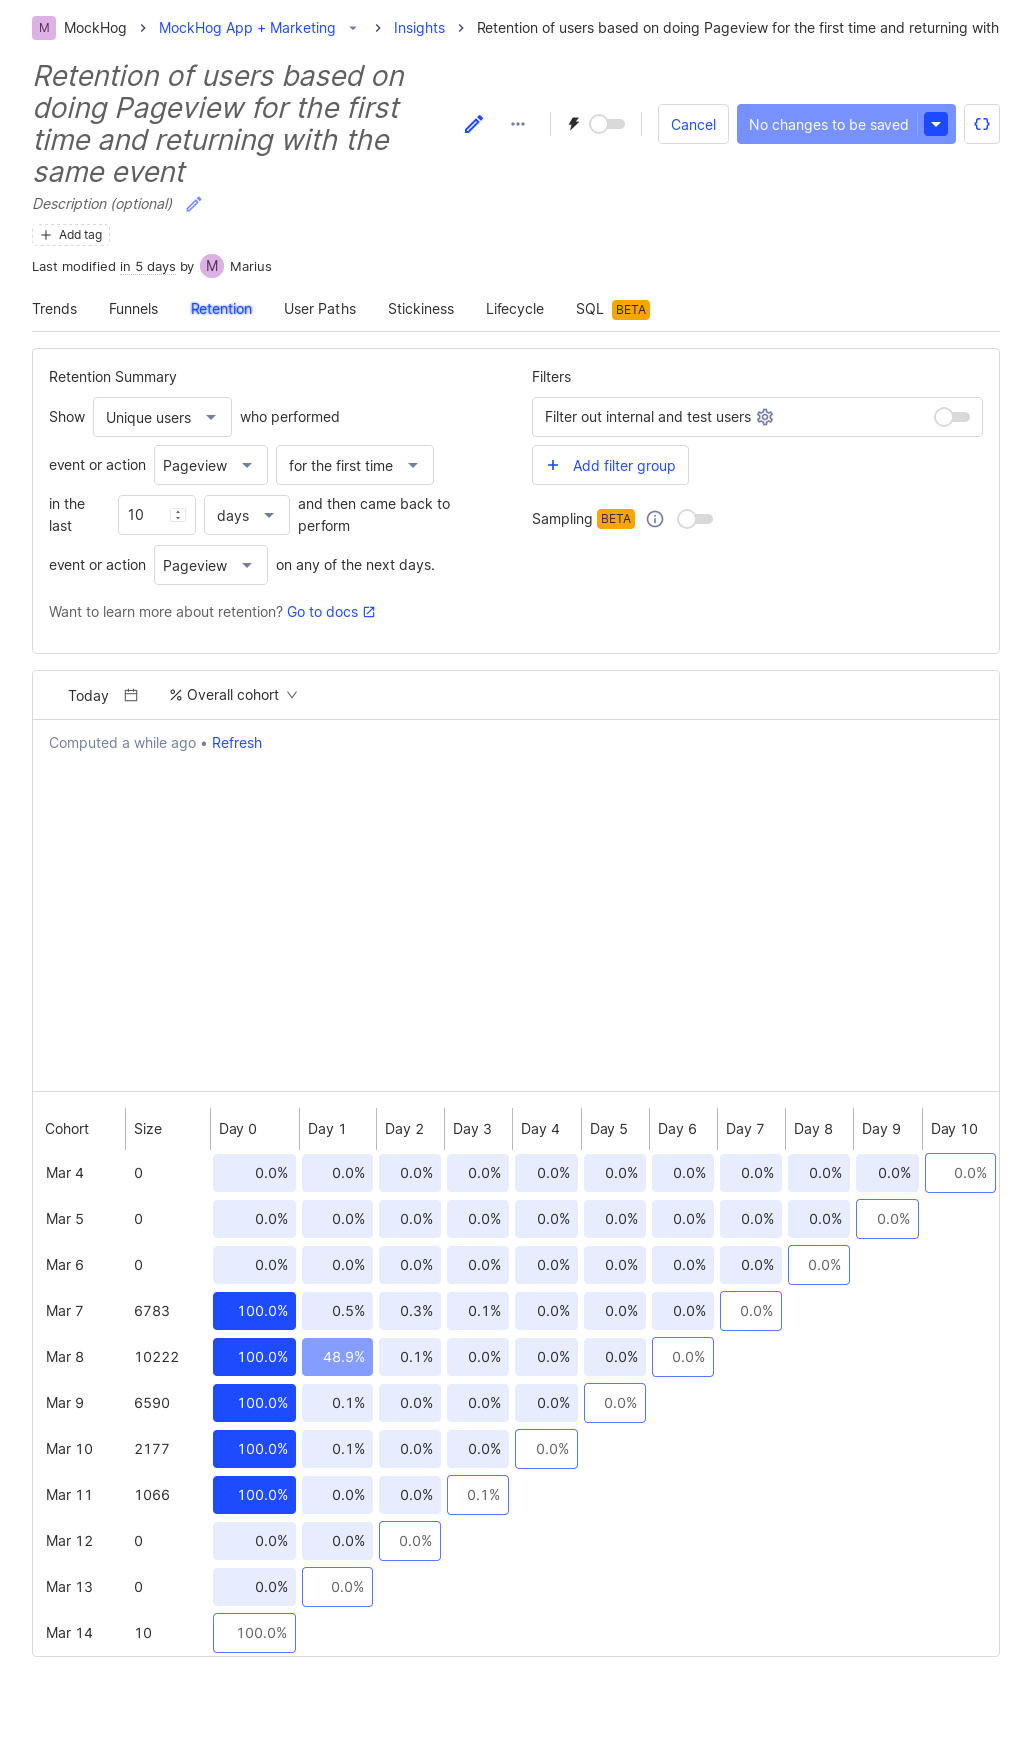 M MockHog > MockHog App + Marketing > Insights > Retention of users based on doing Pageview for the first time and returning with
Retention of users based on
doing Pageview for the first
time and returning with the
same event
Cancel No changes to be saved
Description (optional)
+ Add tag
Last modified in 5 days by M Marius
Trends Funnels Retention User Paths Stickiness Lifecycle SQL BETA
Retention Summary
Show Unique users who performed
event or action Pageview for the first time
in the
last 10 days and then came back to
perform
event or action Pageview on any of the next days.
Want to learn more about retention? Go to docs
Filters
Filter out internal and test users
+ Add filter group
Sampling BETA
Today % Overall cohort
Computed a while ago • Refresh
Cohort Size Day 0 Day 1 Day 2 Day 3 Day 4 Day 5 Day 6 Day 7 Day 8 Day 9 Day 10
Mar 4 0 0.0% 0.0% 0.0% 0.0% 0.0% 0.0% 0.0% 0.0% 0.0% 0.0% 0.0%
Mar 5 0 0.0% 0.0% 0.0% 0.0% 0.0% 0.0% 0.0% 0.0% 0.0% 0.0%
Mar 6 0 0.0% 0.0% 0.0% 0.0% 0.0% 0.0% 0.0% 0.0% 0.0%
Mar 7 6783 100.0% 0.5% 0.3% 0.1% 0.0% 0.0% 0.0% 0.0%
Mar 8 10222 100.0% 48.9% 0.1% 0.0% 0.0% 0.0% 0.0%
Mar 9 6590 100.0% 0.1% 0.0% 0.0% 0.0% 0.0%
Mar 10 2177 100.0% 0.1% 0.0% 0.0% 0.0%
Mar 11 1066 100.0% 0.0% 0.0% 0.1%
Mar 12 0 0.0% 0.0% 0.0%
Mar 13 0 0.0% 0.0%
Mar 14 10 100.0%